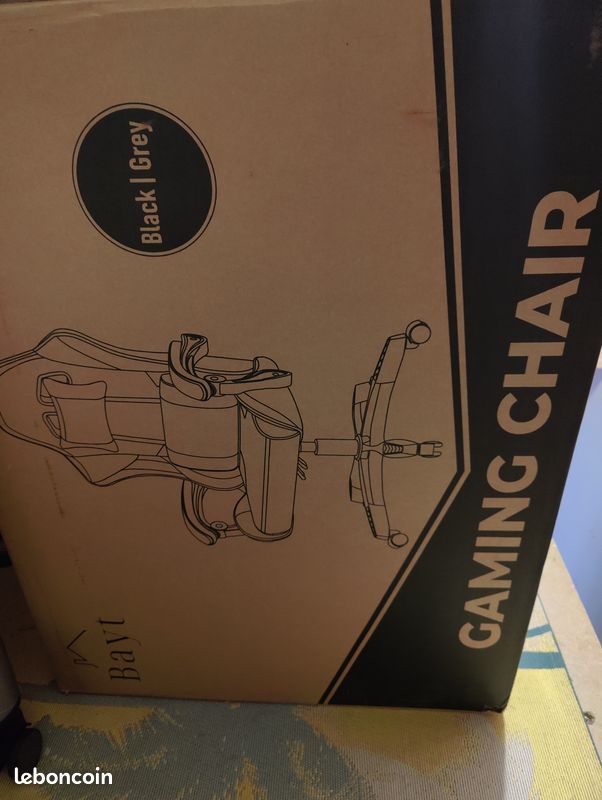 Black | Grey
Bayt
GAMING CHAIR
leboncoin